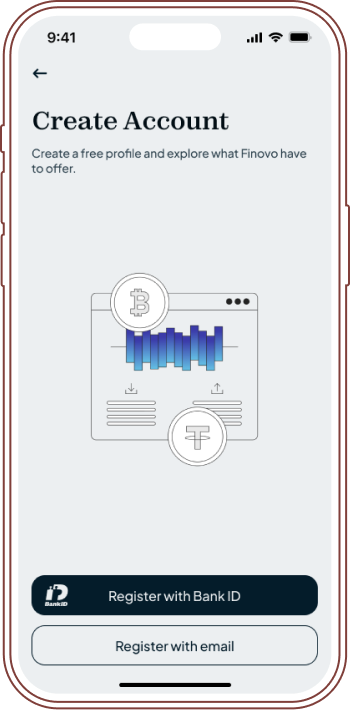 9:41
Create Account
Create a free profile and explore what Finovo have
to offer.
BankID
Register with Bank ID
Register with email